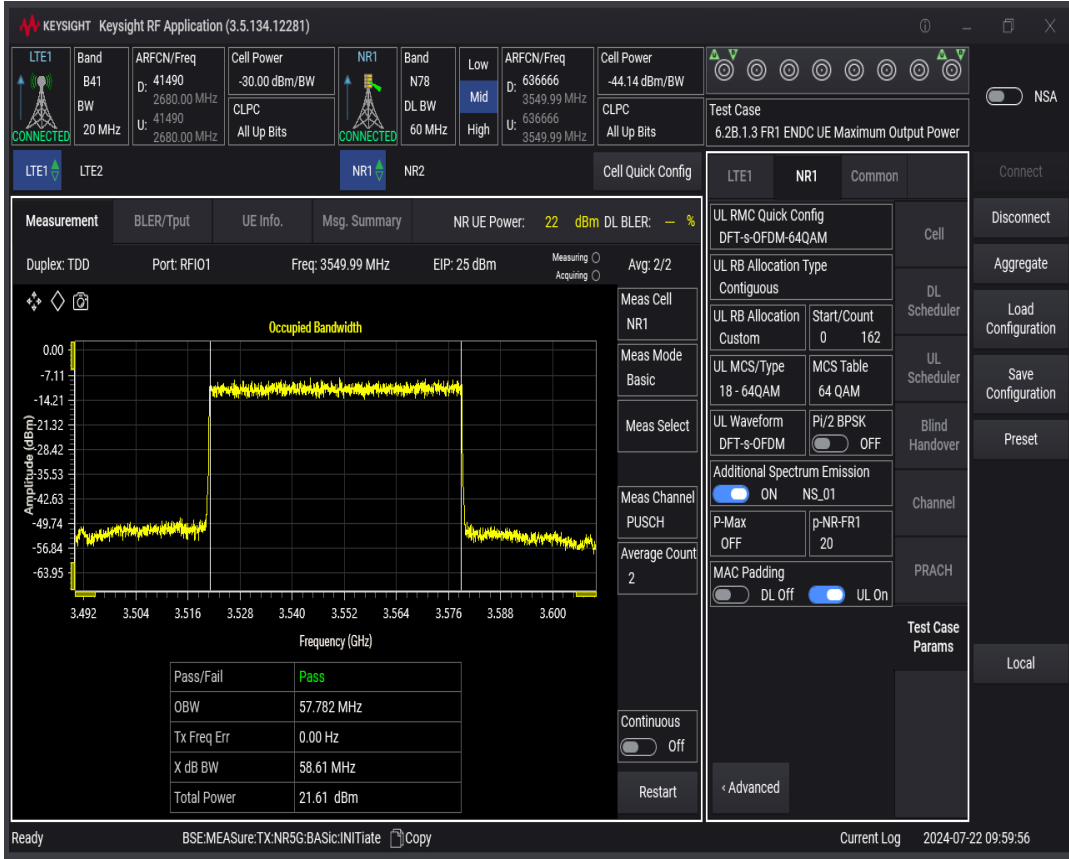 KEYSIGHT Keysight RF Application (3.5.134.12281)
LTE1
CONNECTED
Band
B41
BW
20 MHz
ARFCN/Freq
D: 41490
2680.00 MHz
U: 41490
2680.00 MHz
Cell Power
-30.00 dBm/BW
CLPC
All Up Bits
NR1
CONNECTED
Band
N78
DL BW
60 MHz
Low
Mid
High
ARFCN/Freq
D: 636666
3549.99 MHz
U: 636666
3549.99 MHz
Cell Power
-44.14 dBm/BW
CLPC
All Up Bits
Test Case
6.2B.1.3 FR1 ENDC UE Maximum Output Power
NSA
LTE1 LTE2 NR1 NR2 Cell Quick Config
Measurement BLER/Tput UE Info. Msg. Summary NR UE Power: 22 dBm DL BLER: — %
Duplex: TDD Port: RFIO1 Freq: 3549.99 MHz EIP: 25 dBm Measuring Acquiring Avg: 2/2
Occupied Bandwidth
Amplitude (dBm)
0.00
-7.11
-14.21
-21.32
-28.42
-35.53
-42.63
-49.74
-56.84
-63.95
3.492 3.504 3.516 3.528 3.540 3.552 3.564 3.576 3.588 3.600
Frequency (GHz)
Pass/Fail Pass
OBW 57.782 MHz
Tx Freq Err 0.00 Hz
X dB BW 58.61 MHz
Total Power 21.61 dBm
Meas Cell
NR1
Meas Mode
Basic
Meas Select
Meas Channel
PUSCH
Average Count
2
Continuous
Off
Restart
LTE1 NR1 Common
UL RMC Quick Config
DFT-s-OFDM-64QAM
UL RB Allocation Type
Contiguous
UL RB Allocation
Custom
Start/Count
0 162
UL MCS/Type
18 - 64QAM
MCS Table
64 QAM
UL Waveform
DFT-s-OFDM
Pi/2 BPSK
OFF
Additional Spectrum Emission
ON NS_01
P-Max
OFF
p-NR-FR1
20
MAC Padding
DL Off UL On
‹ Advanced
Cell
DL
Scheduler
UL
Scheduler
Blind
Handover
Channel
PRACH
Test Case
Params
Connect
Disconnect
Aggregate
Load
Configuration
Save
Configuration
Preset
Local
Ready BSE:MEASure:TX:NR5G:BASic:INITiate Copy Current Log 2024-07-22 09:59:56